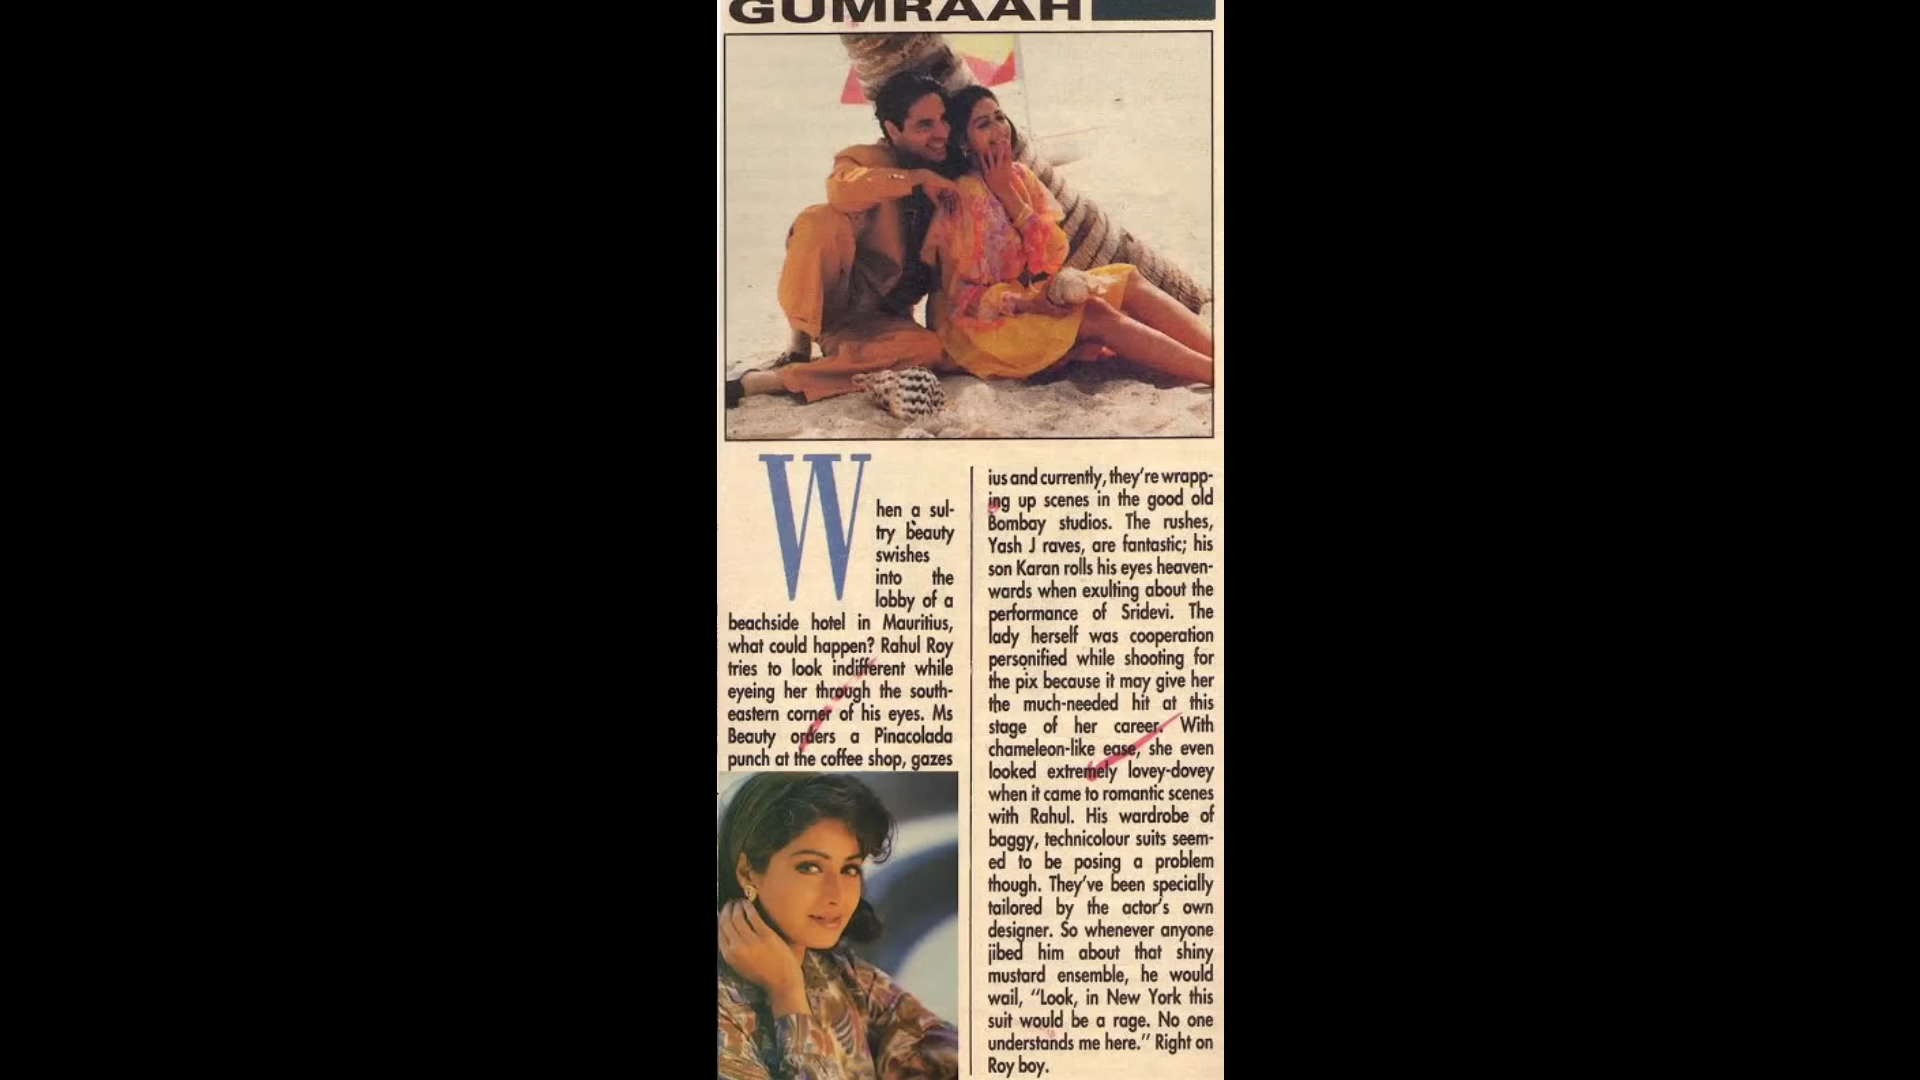 GUMRAAH
When a sul-
try beauty
swishes
into the
lobby of a
beachside hotel in Mauritius,
what could happen? Rahul Roy
tries to look indifferent while
eyeing her through the south-
eastern corner of his eyes. Ms
Beauty orders a Pinacolada
punch at the coffee shop, gazes
ius and currently, they're wrapp-
ing up scenes in the good old
Bombay studios. The rushes,
Yash J raves, are fantastic; his
son Karan rolls his eyes heaven-
wards when exulting about the
performance of Sridevi. The
lady herself was cooperation
personified while shooting for
the pix because it may give her
the much-needed hit at this
stage of her career. With
chameleon-like ease, she even
looked extremely lovey-dovey
when it came to romantic scenes
with Rahul. His wardrobe of
baggy, technicolour suits seem-
ed to be posing a problem
though. They've been specially
tailored by the actor's own
designer. So whenever anyone
jibed him about that shiny
mustard ensemble, he would
wail, "Look, in New York this
suit would be a rage. No one
understands me here." Right on
Roy boy.